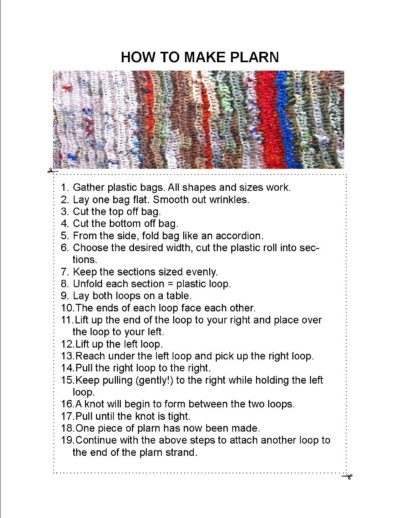 HOW TO MAKE PLARN
1. Gather plastic bags. All shapes and sizes work.
2. Lay one bag flat. Smooth out wrinkles.
3. Cut the top off bag.
4. Cut the bottom off bag.
5. From the side, fold bag like an accordion.
6. Choose the desired width, cut the plastic roll into sec-
tions.
7. Keep the sections sized evenly.
8. Unfold each section = plastic loop.
9. Lay both loops on a table.
10.The ends of each loop face each other.
11.Lift up the end of the loop to your right and place over
the loop to your left.
12.Lift up the left loop.
13.Reach under the left loop and pick up the right loop.
14.Pull the right loop to the right.
15.Keep pulling (gently!) to the right while holding the left
loop.
16.A knot will begin to form between the two loops.
17.Pull until the knot is tight.
18.One piece of plarn has now been made.
19.Continue with the above steps to attach another loop to
the end of the plarn strand.